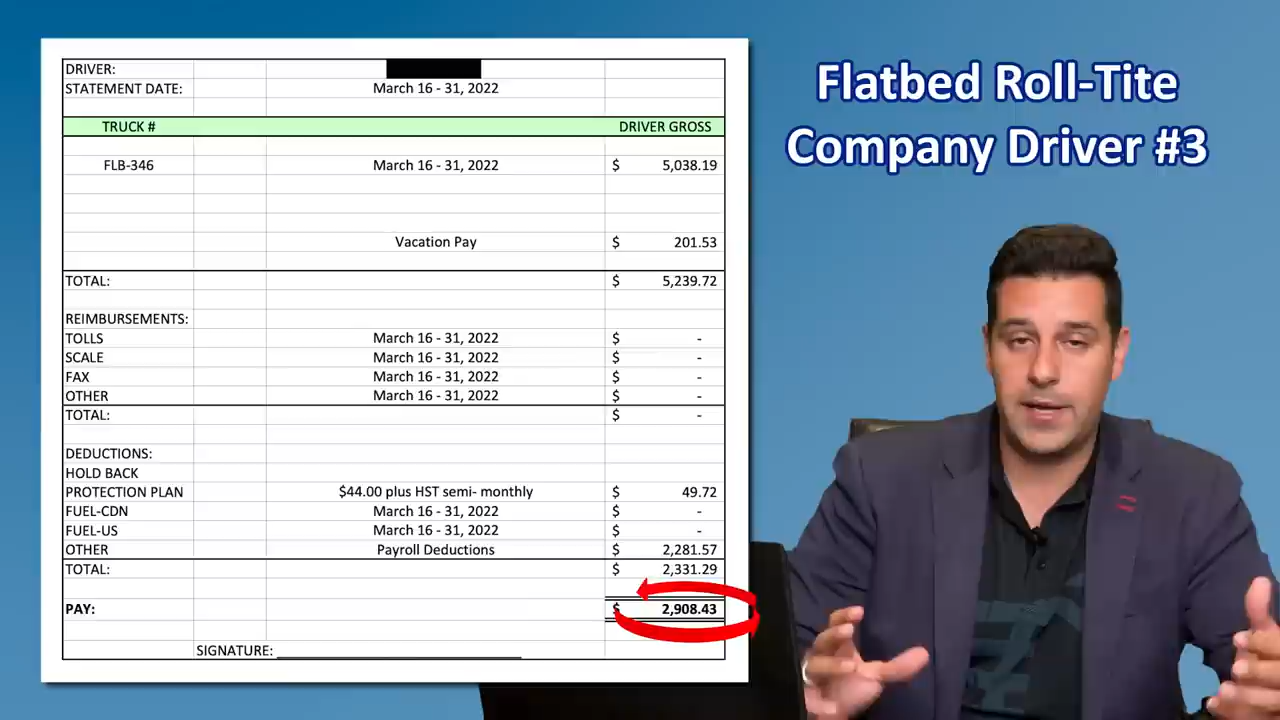 Flatbed Roll-Tite
Company Driver #3
DRIVER:
STATEMENT DATE: March 16 - 31, 2022
TRUCK # DRIVER GROSS
FLB-346 March 16 - 31, 2022 $ 5,038.19
Vacation Pay $ 201.53
TOTAL: $ 5,239.72
REIMBURSEMENTS:
TOLLS March 16 - 31, 2022 $ -
SCALE March 16 - 31, 2022 $ -
FAX March 16 - 31, 2022 $ -
OTHER March 16 - 31, 2022 $ -
TOTAL: $ -
DEDUCTIONS:
HOLD BACK
PROTECTION PLAN $44.00 plus HST semi- monthly $ 49.72
FUEL-CDN March 16 - 31, 2022 $ -
FUEL-US March 16 - 31, 2022 $ -
OTHER Payroll Deductions $ 2,281.57
TOTAL: $ 2,331.29
PAY: $ 2,908.43
SIGNATURE: